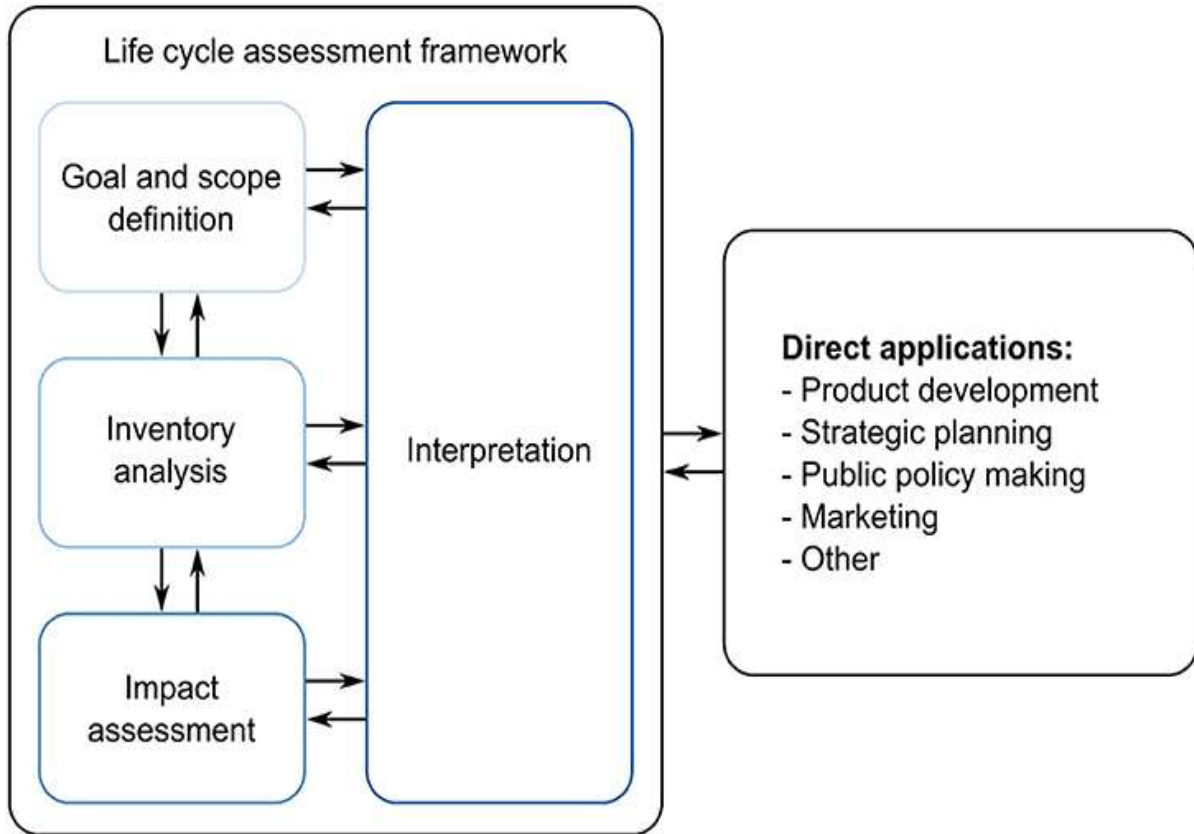 Life cycle assessment framework
Goal and scope
definition
Inventory
analysis
Impact
assessment
Interpretation
Direct applications:
- Product development
- Strategic planning
- Public policy making
- Marketing
- Other